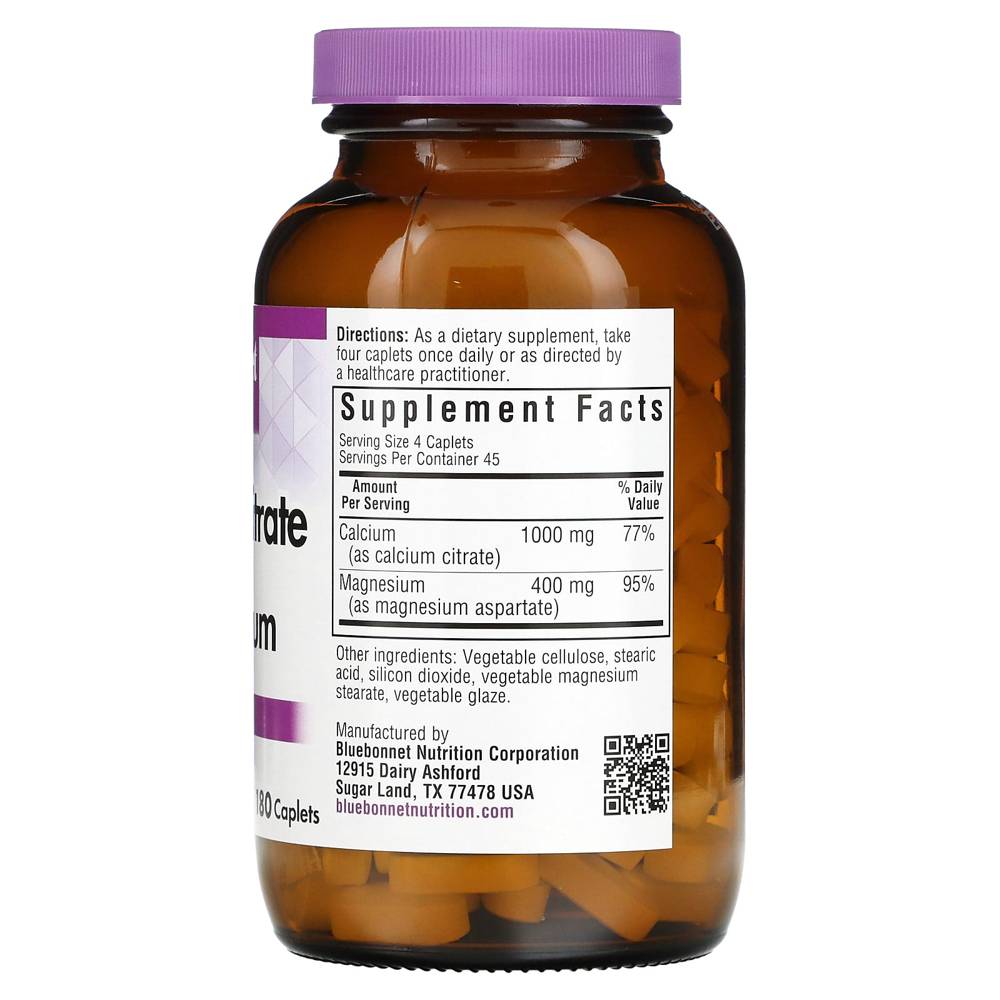 Directions: As a dietary supplement, take
four caplets once daily or as directed by
a healthcare practitioner.
Supplement Facts
Serving Size 4 Caplets
Servings Per Container 45
Amount Per Serving % Daily Value
Calcium 1000 mg 77%
(as calcium citrate)
Magnesium 400 mg 95%
(as magnesium aspartate)
Other ingredients: Vegetable cellulose, stearic
acid, silicon dioxide, vegetable magnesium
stearate, vegetable glaze.
Manufactured by
Bluebonnet Nutrition Corporation
12915 Dairy Ashford
Sugar Land, TX 77478 USA
bluebonnetnutrition.com
trate
um
180 Caplets